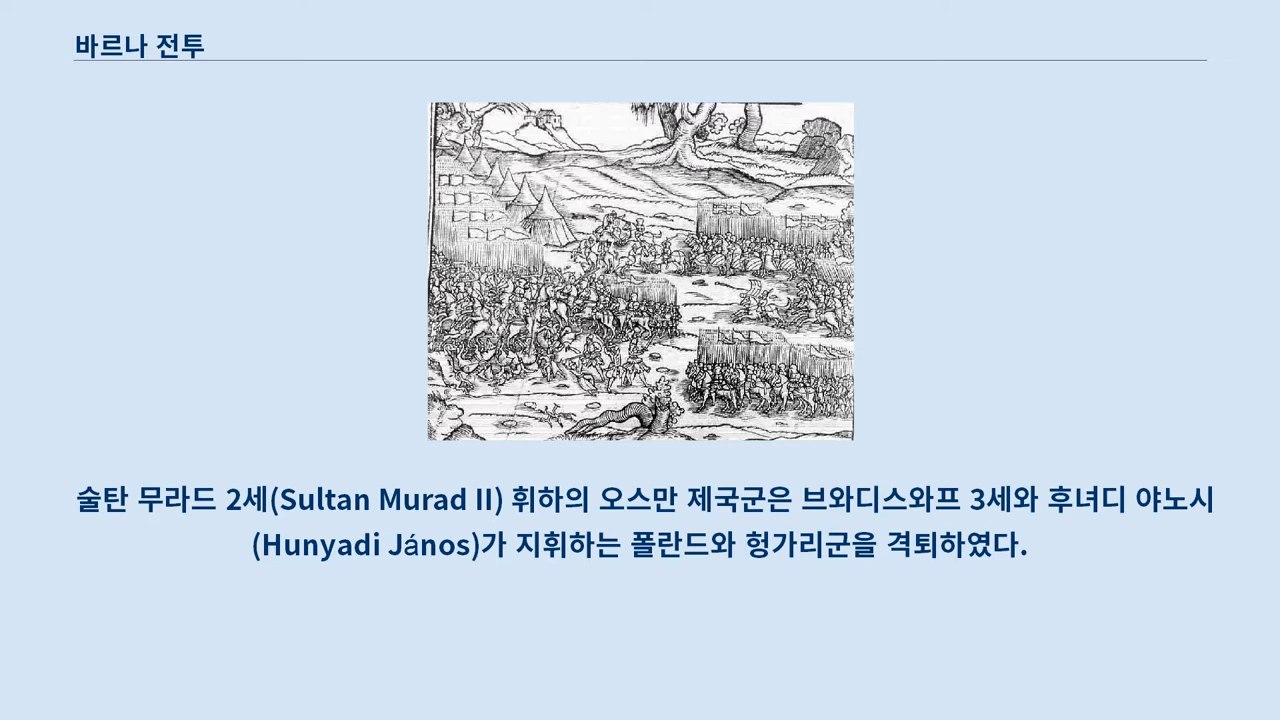 바르나 전투
술탄 무라드 2세(Sultan Murad II) 휘하의 오스만 제국군은 브와디스와프 3세와 후녀디 야노시
(Hunyadi János)가 지휘하는 폴란드와 헝가리군을 격퇴하였다.